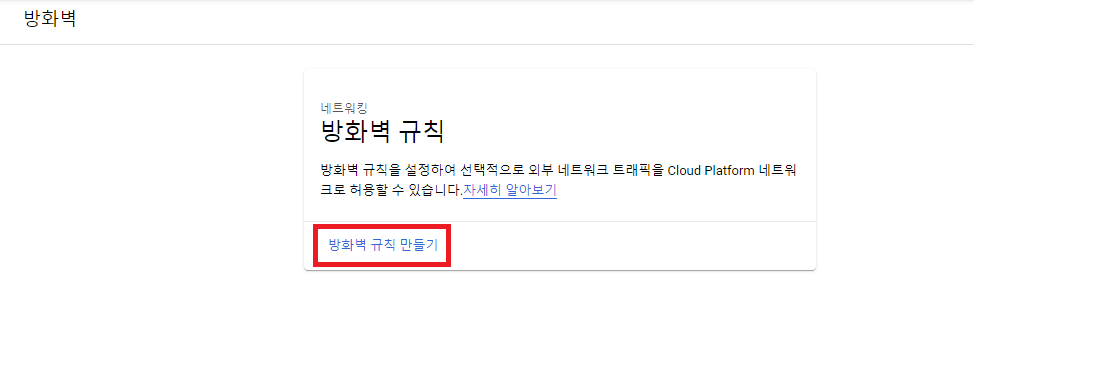 방화벽
네트워킹
방화벽 규칙
방화벽 규칙을 설정하여 선택적으로 외부 네트워크 트래픽을 Cloud Platform 네트워
크로 허용할 수 있습니다.자세히 알아보기
방화벽 규칙 만들기